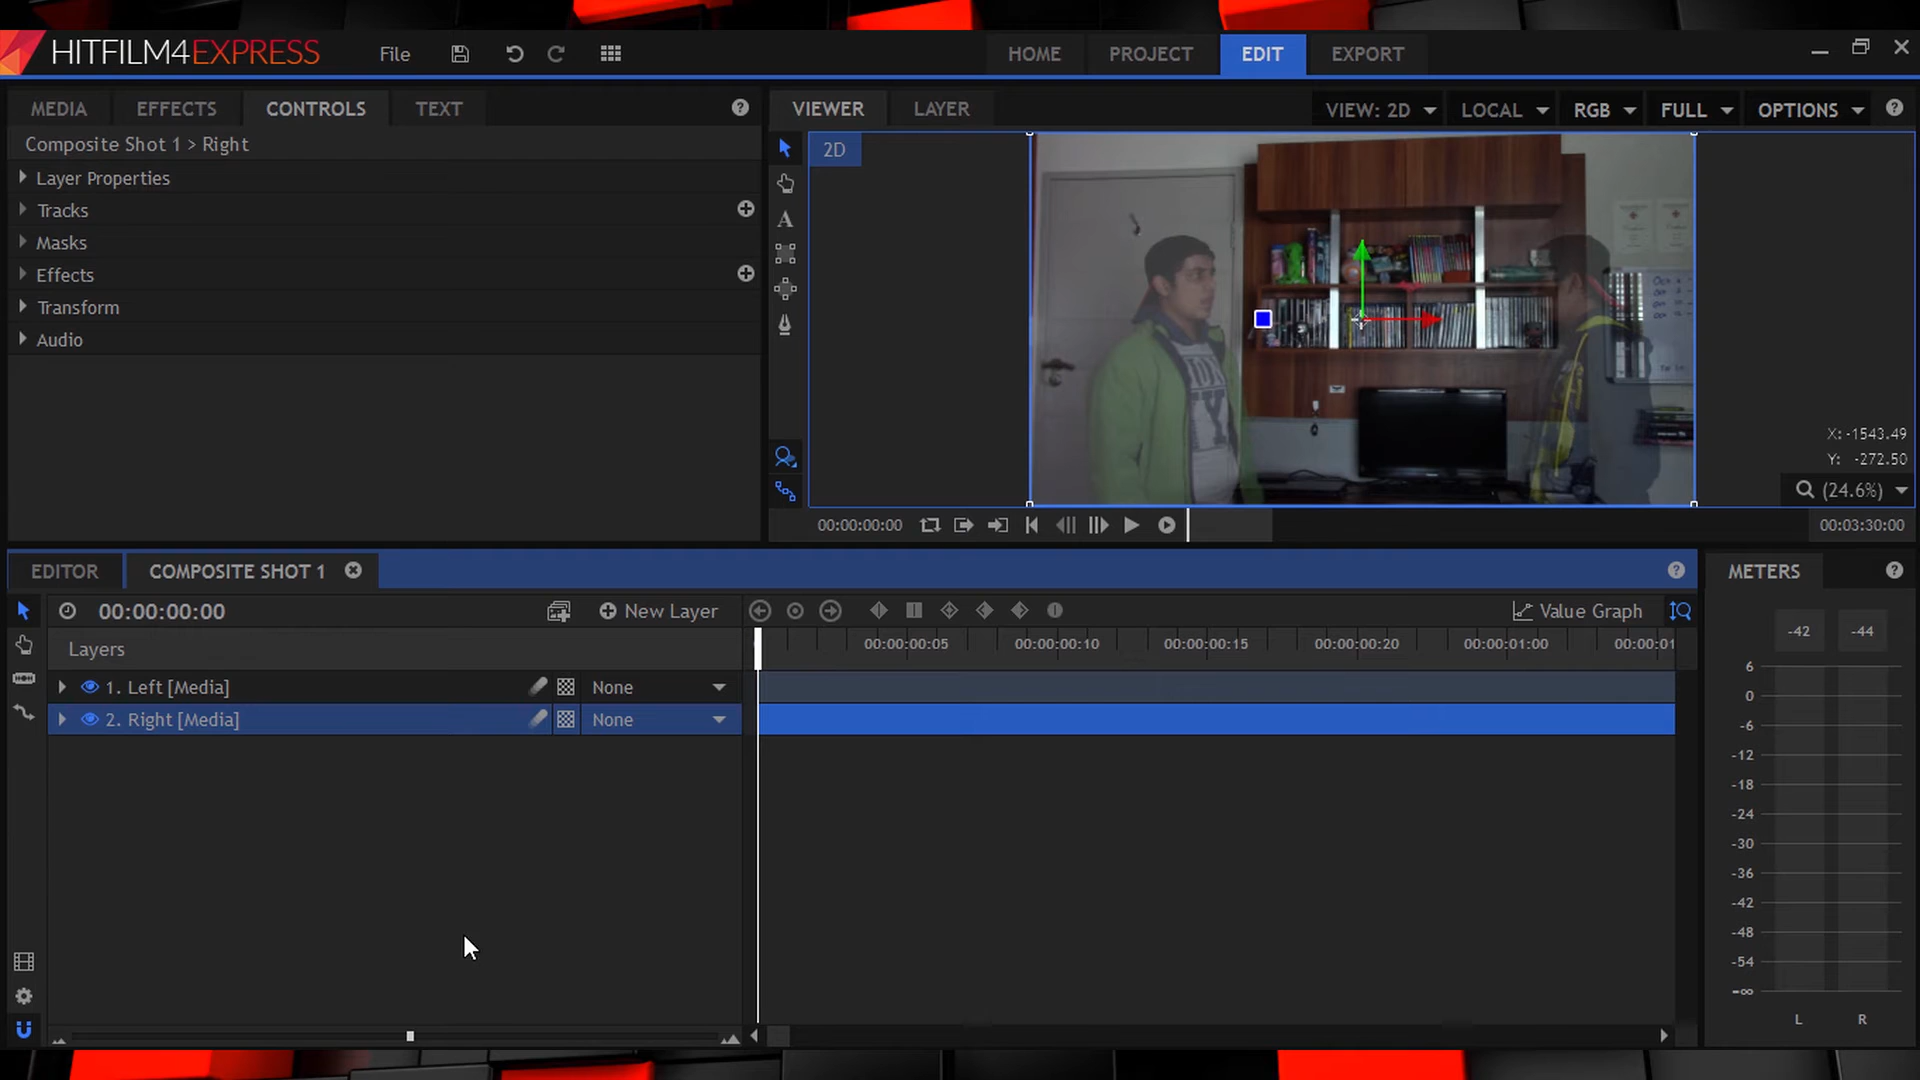 HITFILM4EXPRESS File HOME PROJECT EDIT EXPORT
MEDIA EFFECTS CONTROLS TEXT
VIEWER LAYER VIEW: 2D LOCAL RGB FULL OPTIONS
Composite Shot 1 > Right
Layer Properties
Tracks
Masks
Effects
Transform
Audio
2D
X: -1543.49
Y: -272.50
(24.6%)
00:00:00:00 00:03:30:00
EDITOR COMPOSITE SHOT 1
METERS
00:00:00:00 New Layer Value Graph
Layers
00:00:00:05 00:00:00:10 00:00:00:15 00:00:00:20 00:00:01:00 00:00:01
1. Left [Media] None
2. Right [Media] None
-42 -44
6
0
-6
-12
-18
-24
-30
-36
-42
-48
-54
-∞
L R